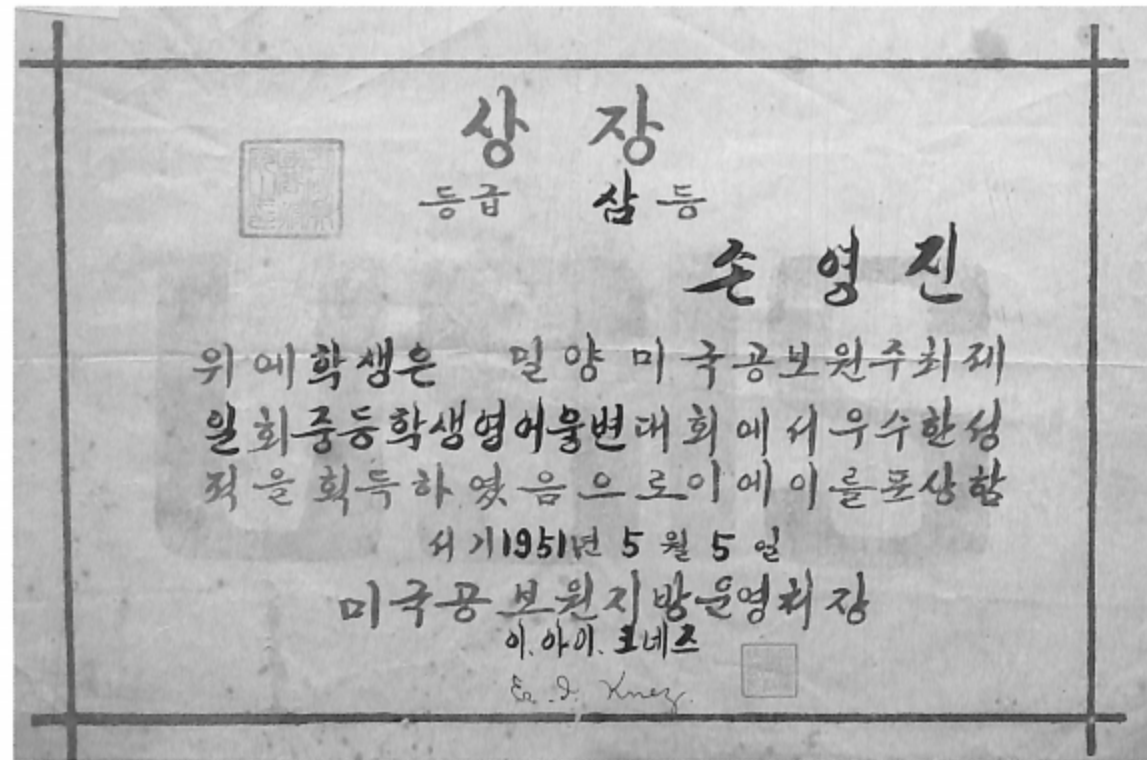 상 장
등급 삼 등
손 영 진
위에 학생은 밀양 미국공보원주최제
일회중등학생영어웅변대회에서우수한성
적을획득하였음으로이에이를포상함
서기1951년 5월 5일
미국공보원지방운영처장
이. 아이. 크네즈
E. I. Knez.